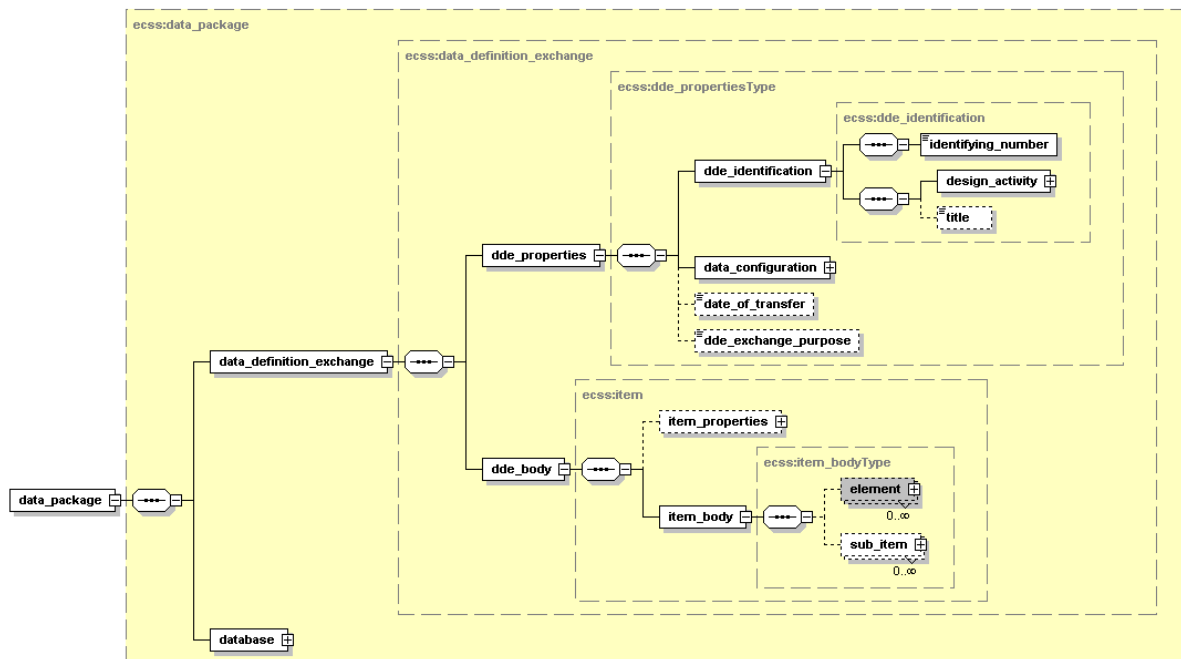 ecss:data_package
ecss:data_definition_exchange
ecss:dde_propertiesType
ecss:dde_identification
identifying_number
dde_identification
design_activity
title
dde_properties
data_configuration
date_of_transfer
dde_exchange_purpose
data_definition_exchange
ecss:item
item_properties
ecss:item_bodyType
dde_body
element
0..∞
data_package
item_body
sub_item
0..∞
database